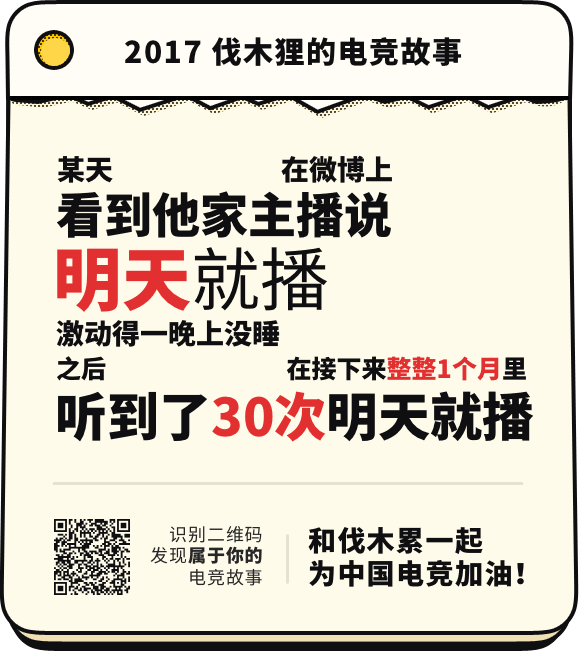 2017 伐木狸的电竞故事
某天 在微博上
看到他家主播说
明天就播
激动得一晚上没睡
之后 在接下来整整1个月里
听到了30次明天就播
识别二维码
发现属于你的
电竞故事
和伐木累一起
为中国电竞加油!